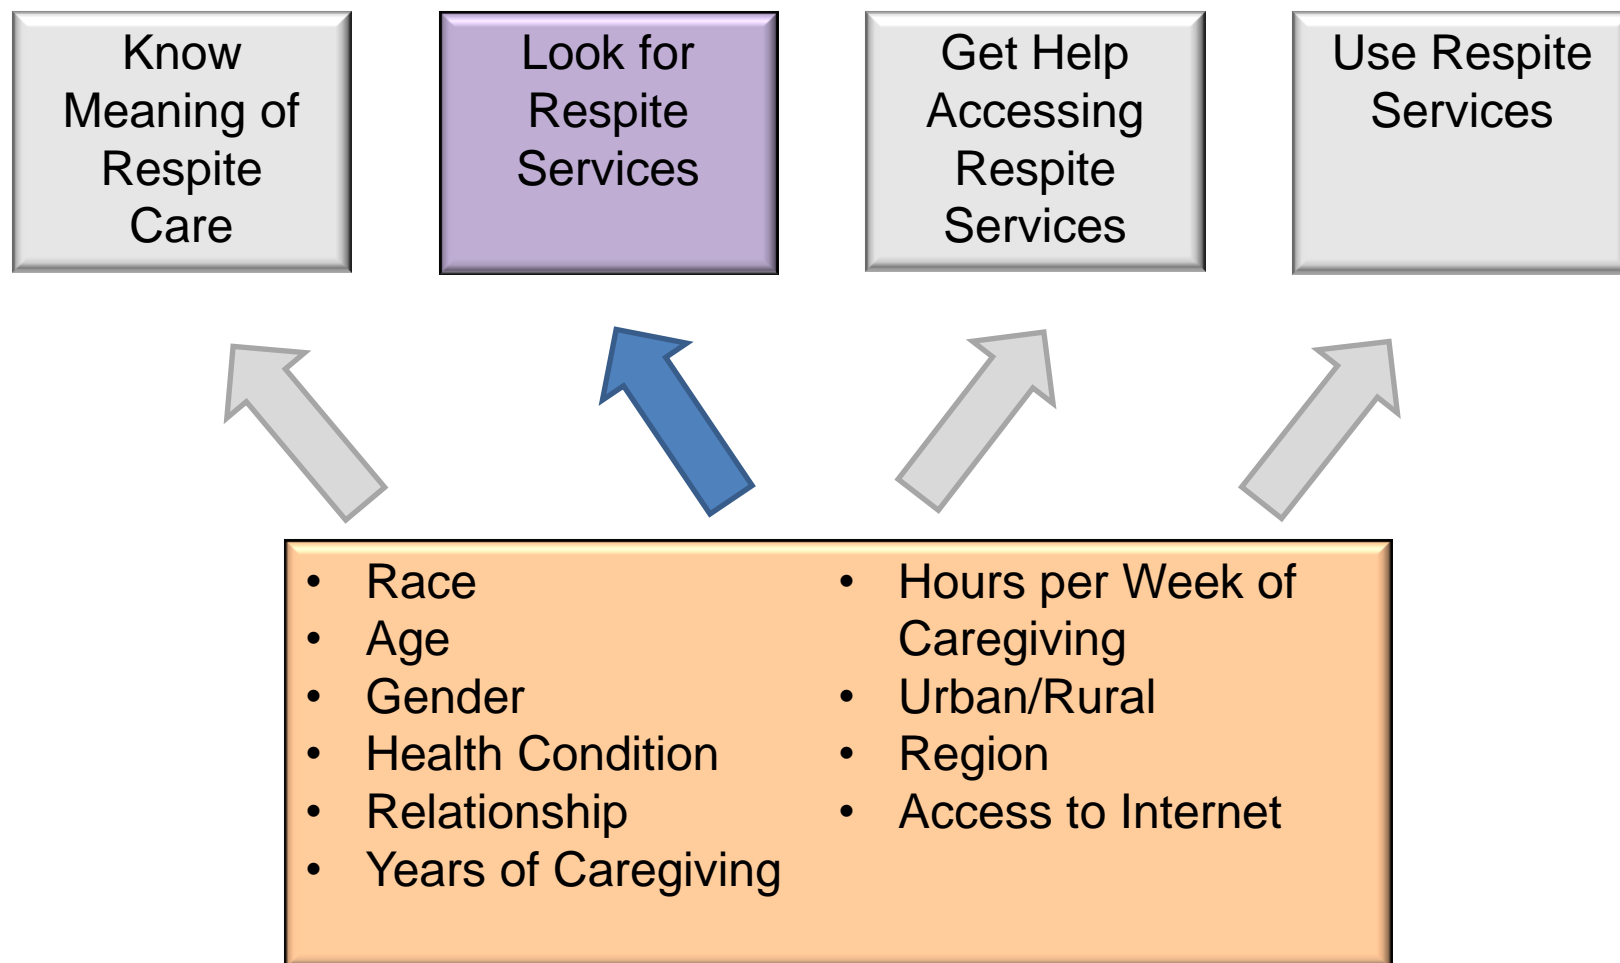 Know
Meaning of
Respite
Care
Look for
Respite
Services
Get Help
Accessing
Respite
Services
Use Respite
Services
• Race
• Age
• Gender
• Health Condition
• Relationship
• Years of Caregiving
• Hours per Week of
Caregiving
• Urban/Rural
• Region
• Access to Internet